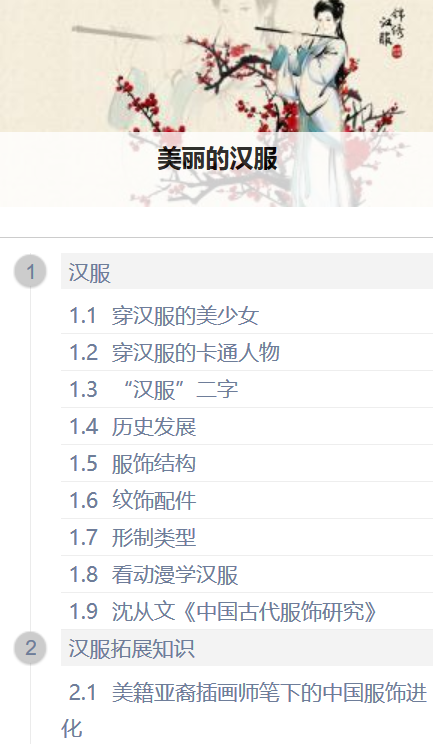 锦绣
汉服
美丽的汉服
1 汉服
1.1 穿汉服的美少女
1.2 穿汉服的卡通人物
1.3 “汉服”二字
1.4 历史发展
1.5 服饰结构
1.6 纹饰配件
1.7 形制类型
1.8 看动漫学汉服
1.9 沈从文《中国古代服饰研究》
2 汉服拓展知识
2.1 美籍亚裔插画师笔下的中国服饰进
化